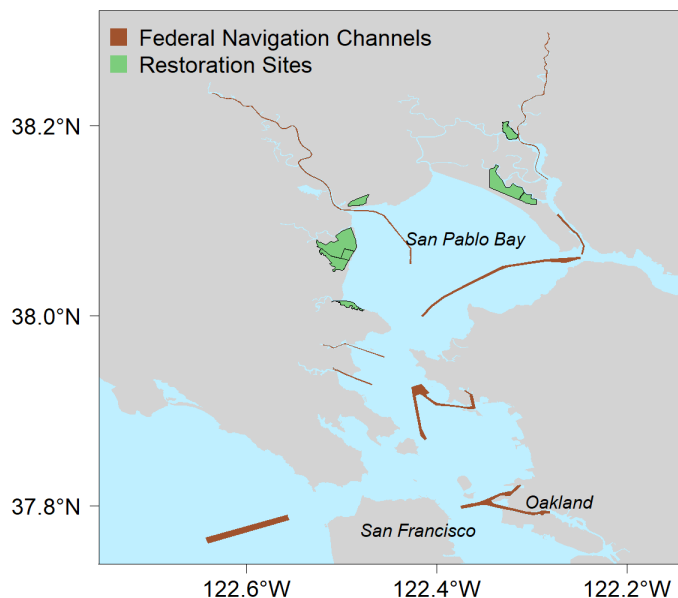 Federal Navigation Channels
Restoration Sites
38.2°N
San Pablo Bay
38.0°N
37.8°N
Oakland
San Francisco
122.6°W
122.4°W
122.2°W